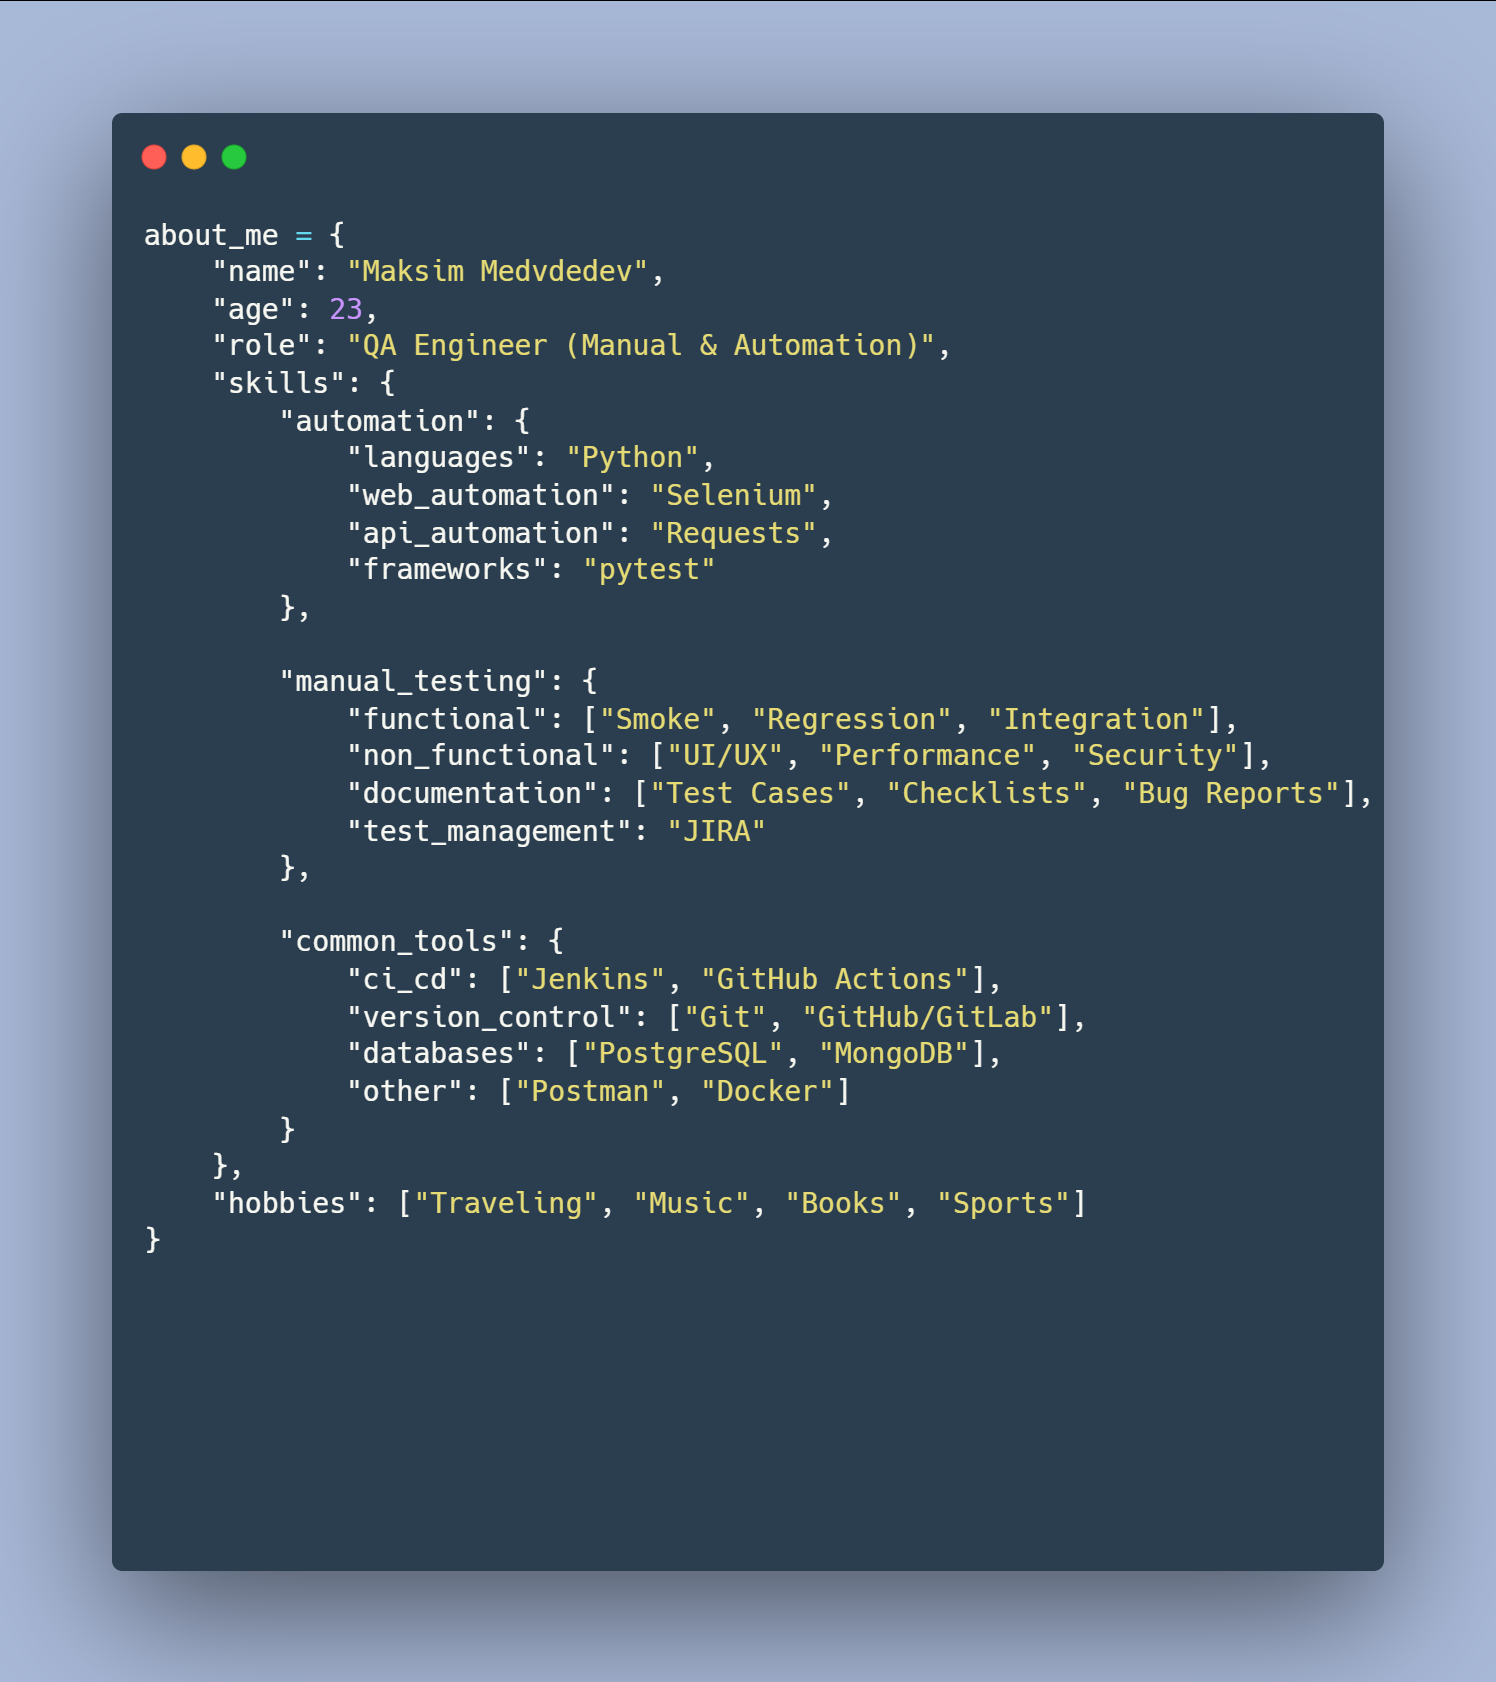 about_me = {
    "name": "Maksim Medvdedev",
    "age": 23,
    "role": "QA Engineer (Manual & Automation)",
    "skills": {
        "automation": {
            "languages": "Python",
            "web_automation": "Selenium",
            "api_automation": "Requests",
            "frameworks": "pytest"
        },

        "manual_testing": {
            "functional": ["Smoke", "Regression", "Integration"],
            "non_functional": ["UI/UX", "Performance", "Security"],
            "documentation": ["Test Cases", "Checklists", "Bug Reports"],
            "test_management": "JIRA"
        },

        "common_tools": {
            "ci_cd": ["Jenkins", "GitHub Actions"],
            "version_control": ["Git", "GitHub/GitLab"],
            "databases": ["PostgreSQL", "MongoDB"],
            "other": ["Postman", "Docker"]
        }
    },
    "hobbies": ["Traveling", "Music", "Books", "Sports"]
}